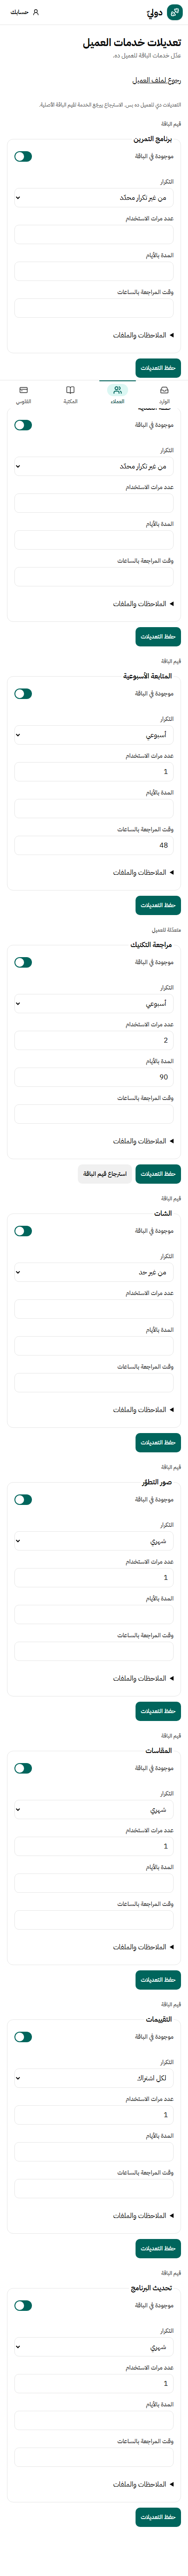 دوليّ
حسابك
تعديلات خدمات العميل
عدّل خدمات الباقة للعميل ده.
رجوع لملف العميل
التعديلات دي للعميل ده بس. الاسترجاع بيرجع الخدمة لقيم الباقة الأصلية.
قيم الباقة
برنامج التمرين
موجودة في الباقة
التكرار
من غير تكرار محدّد
عدد مرات الاستخدام
المدة بالأيام
وقت المراجعة بالساعات
الملاحظات والملفات
حفظ التعديلات
الوارد
العملاء
المكتبة
الفلوس
موجودة في الباقة
التكرار
من غير تكرار محدّد
عدد مرات الاستخدام
المدة بالأيام
وقت المراجعة بالساعات
الملاحظات والملفات
حفظ التعديلات
قيم الباقة
المتابعة الأسبوعية
موجودة في الباقة
التكرار
أسبوعي
عدد مرات الاستخدام
1
المدة بالأيام
وقت المراجعة بالساعات
48
الملاحظات والملفات
حفظ التعديلات
متعدّلة للعميل
مراجعة التكنيك
موجودة في الباقة
التكرار
أسبوعي
عدد مرات الاستخدام
2
المدة بالأيام
90
وقت المراجعة بالساعات
الملاحظات والملفات
حفظ التعديلات
استرجاع قيم الباقة
قيم الباقة
الشات
موجودة في الباقة
التكرار
من غير حد
عدد مرات الاستخدام
المدة بالأيام
وقت المراجعة بالساعات
الملاحظات والملفات
حفظ التعديلات
قيم الباقة
صور التطوّر
موجودة في الباقة
التكرار
شهري
عدد مرات الاستخدام
1
المدة بالأيام
وقت المراجعة بالساعات
الملاحظات والملفات
حفظ التعديلات
قيم الباقة
المقاسات
موجودة في الباقة
التكرار
شهري
عدد مرات الاستخدام
1
المدة بالأيام
وقت المراجعة بالساعات
الملاحظات والملفات
حفظ التعديلات
قيم الباقة
التقييمات
موجودة في الباقة
التكرار
لكل اشتراك
عدد مرات الاستخدام
1
المدة بالأيام
وقت المراجعة بالساعات
الملاحظات والملفات
حفظ التعديلات
قيم الباقة
تحديث البرنامج
موجودة في الباقة
التكرار
شهري
عدد مرات الاستخدام
1
المدة بالأيام
وقت المراجعة بالساعات
الملاحظات والملفات
حفظ التعديلات